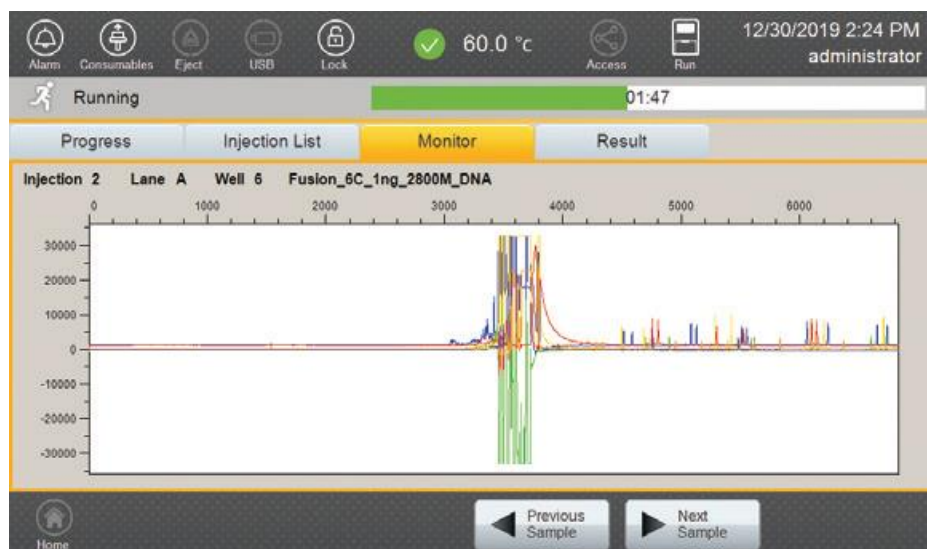 Alarm Consumables Eject USB Lock 60.0 °c Access Run 12/30/2019 2:24 PM
administrator
Running 01:47
Progress Injection List Monitor Result
Injection 2 Lane A Well 6 Fusion_6C_1ng_2800M_DNA
0 1000 2000 3000 4000 5000 6000
30000
20000
10000
0
-10000
-20000
-30000
Previous Sample Next Sample
Home